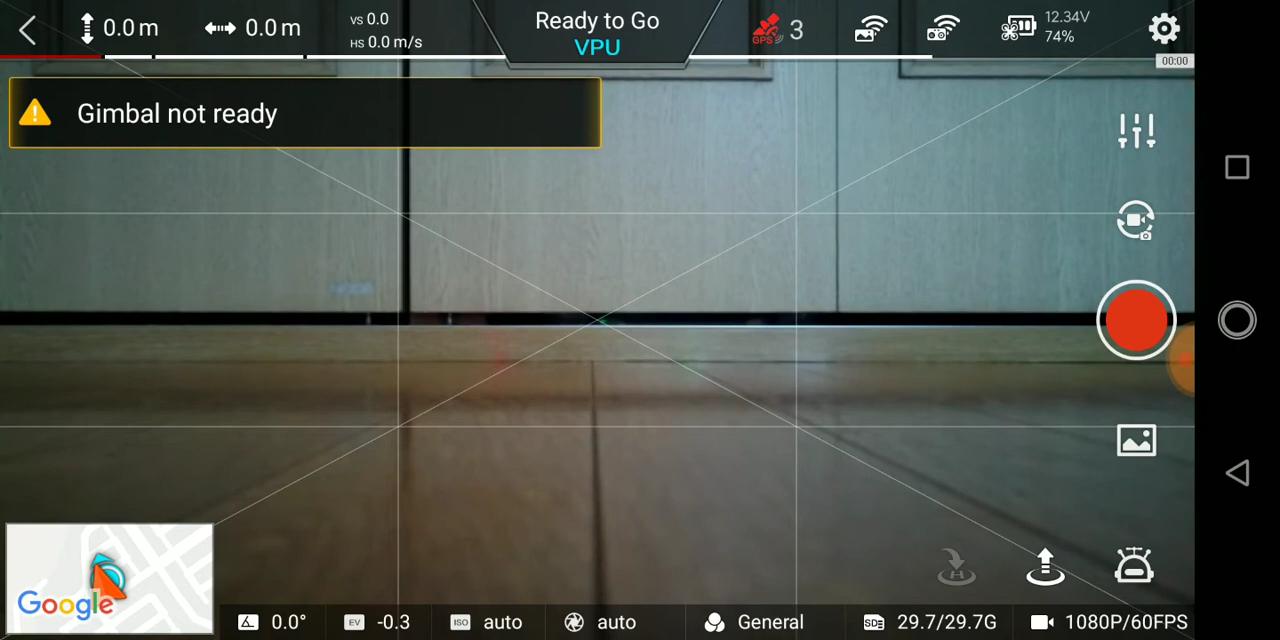 0.0 m
0.0 m
VS 0.0
HS 0.0 m/s
Ready to Go
VPU
GPS
3
12.34V
74%
00:00
Gimbal not ready
H
Google
0.0°
EV -0.3
ISO auto
auto
General
SD 29.7/29.7G
1080P/60FPS